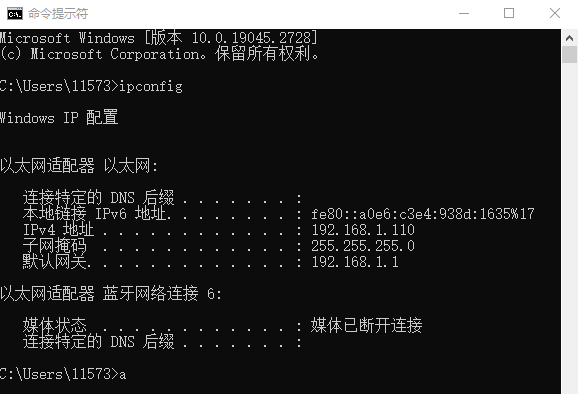 命令提示符
Microsoft Windows [版本 10.0.19045.2728]
(c) Microsoft Corporation。保留所有权利。
C:\Users\11573>ipconfig
Windows IP 配置
以太网适配器 以太网:
连接特定的 DNS 后缀 . . . . . . . :
本地链接 IPv6 地址. . . . . . . . : fe80::a0e6:c3e4:938d:1635%17
IPv4 地址 . . . . . . . . . . . . : 192.168.1.110
子网掩码  . . . . . . . . . . . . : 255.255.255.0
默认网关. . . . . . . . . . . . . : 192.168.1.1
以太网适配器 蓝牙网络连接 6:
媒体状态  . . . . . . . . . . . . : 媒体已断开连接
连接特定的 DNS 后缀 . . . . . . . :
C:\Users\11573>a